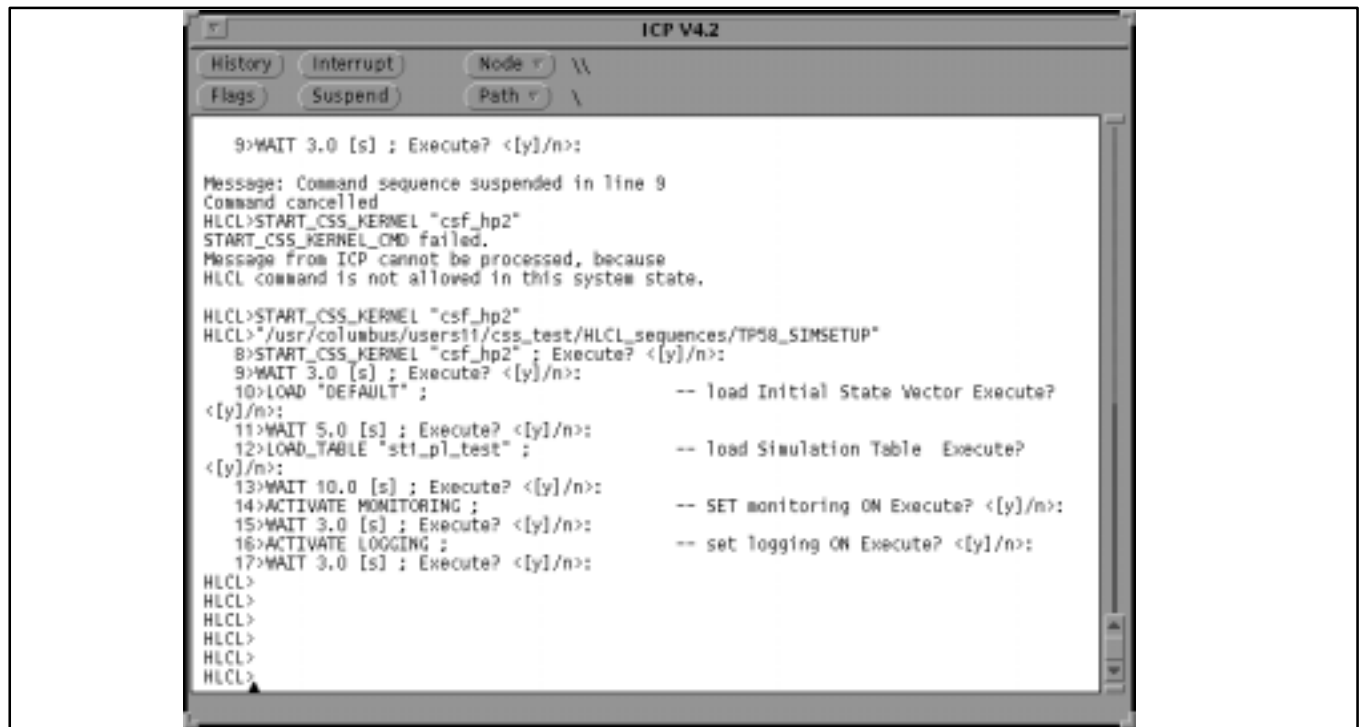 ICP V4.2
History Interrupt Node \\
Flags Suspend Path \
9>WAIT 3.0 [s] ; Execute? <[y]/n>:
Message: Command sequence suspended in line 9
Command cancelled
HLCL>START_CSS_KERNEL "csf_hp2"
START_CSS_KERNEL_CMD failed.
Message from ICP cannot be processed, because
HLCL command is not allowed in this system state.
HLCL>START_CSS_KERNEL "csf_hp2"
HLCL>"/usr/columbus/users11/css_test/HLCL_sequences/TP58_SIMSETUP"
8>START_CSS_KERNEL "csf_hp2" ; Execute? <[y]/n>:
9>WAIT 3.0 [s] ; Execute? <[y]/n>:
10>LOAD "DEFAULT" ; -- load Initial State Vector Execute?
<[y]/n>:
11>WAIT 5.0 [s] ; Execute? <[y]/n>:
12>LOAD_TABLE "st1_pl_test" ; -- load Simulation Table Execute?
<[y]/n>:
13>WAIT 10.0 [s] ; Execute? <[y]/n>:
14>ACTIVATE MONITORING ; -- SET monitoring ON Execute? <[y]/n>:
15>WAIT 3.0 [s] ; Execute? <[y]/n>:
16>ACTIVATE LOGGING ; -- set logging ON Execute? <[y]/n>:
17>WAIT 3.0 [s] ; Execute? <[y]/n>:
HLCL>
HLCL>
HLCL>
HLCL>
HLCL>
HLCL>